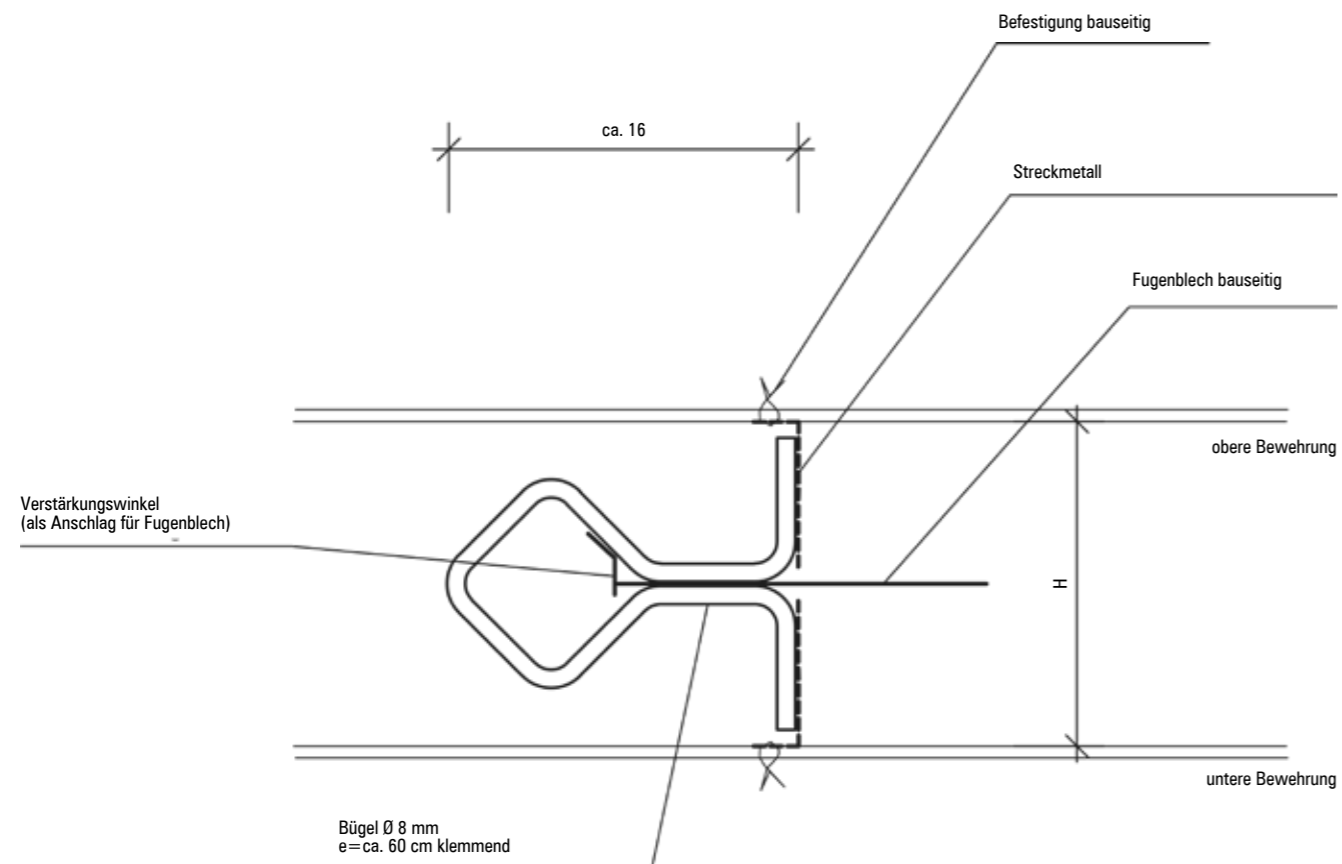 Befestigung bauseitig
ca. 16
Streckmetall
Fugenblech bauseitig
obere Bewehrung
Verstärkungswinkel
(als Anschlag für Fugenblech)
H
untere Bewehrung
Bügel Ø 8 mm
e=ca. 60 cm klemmend